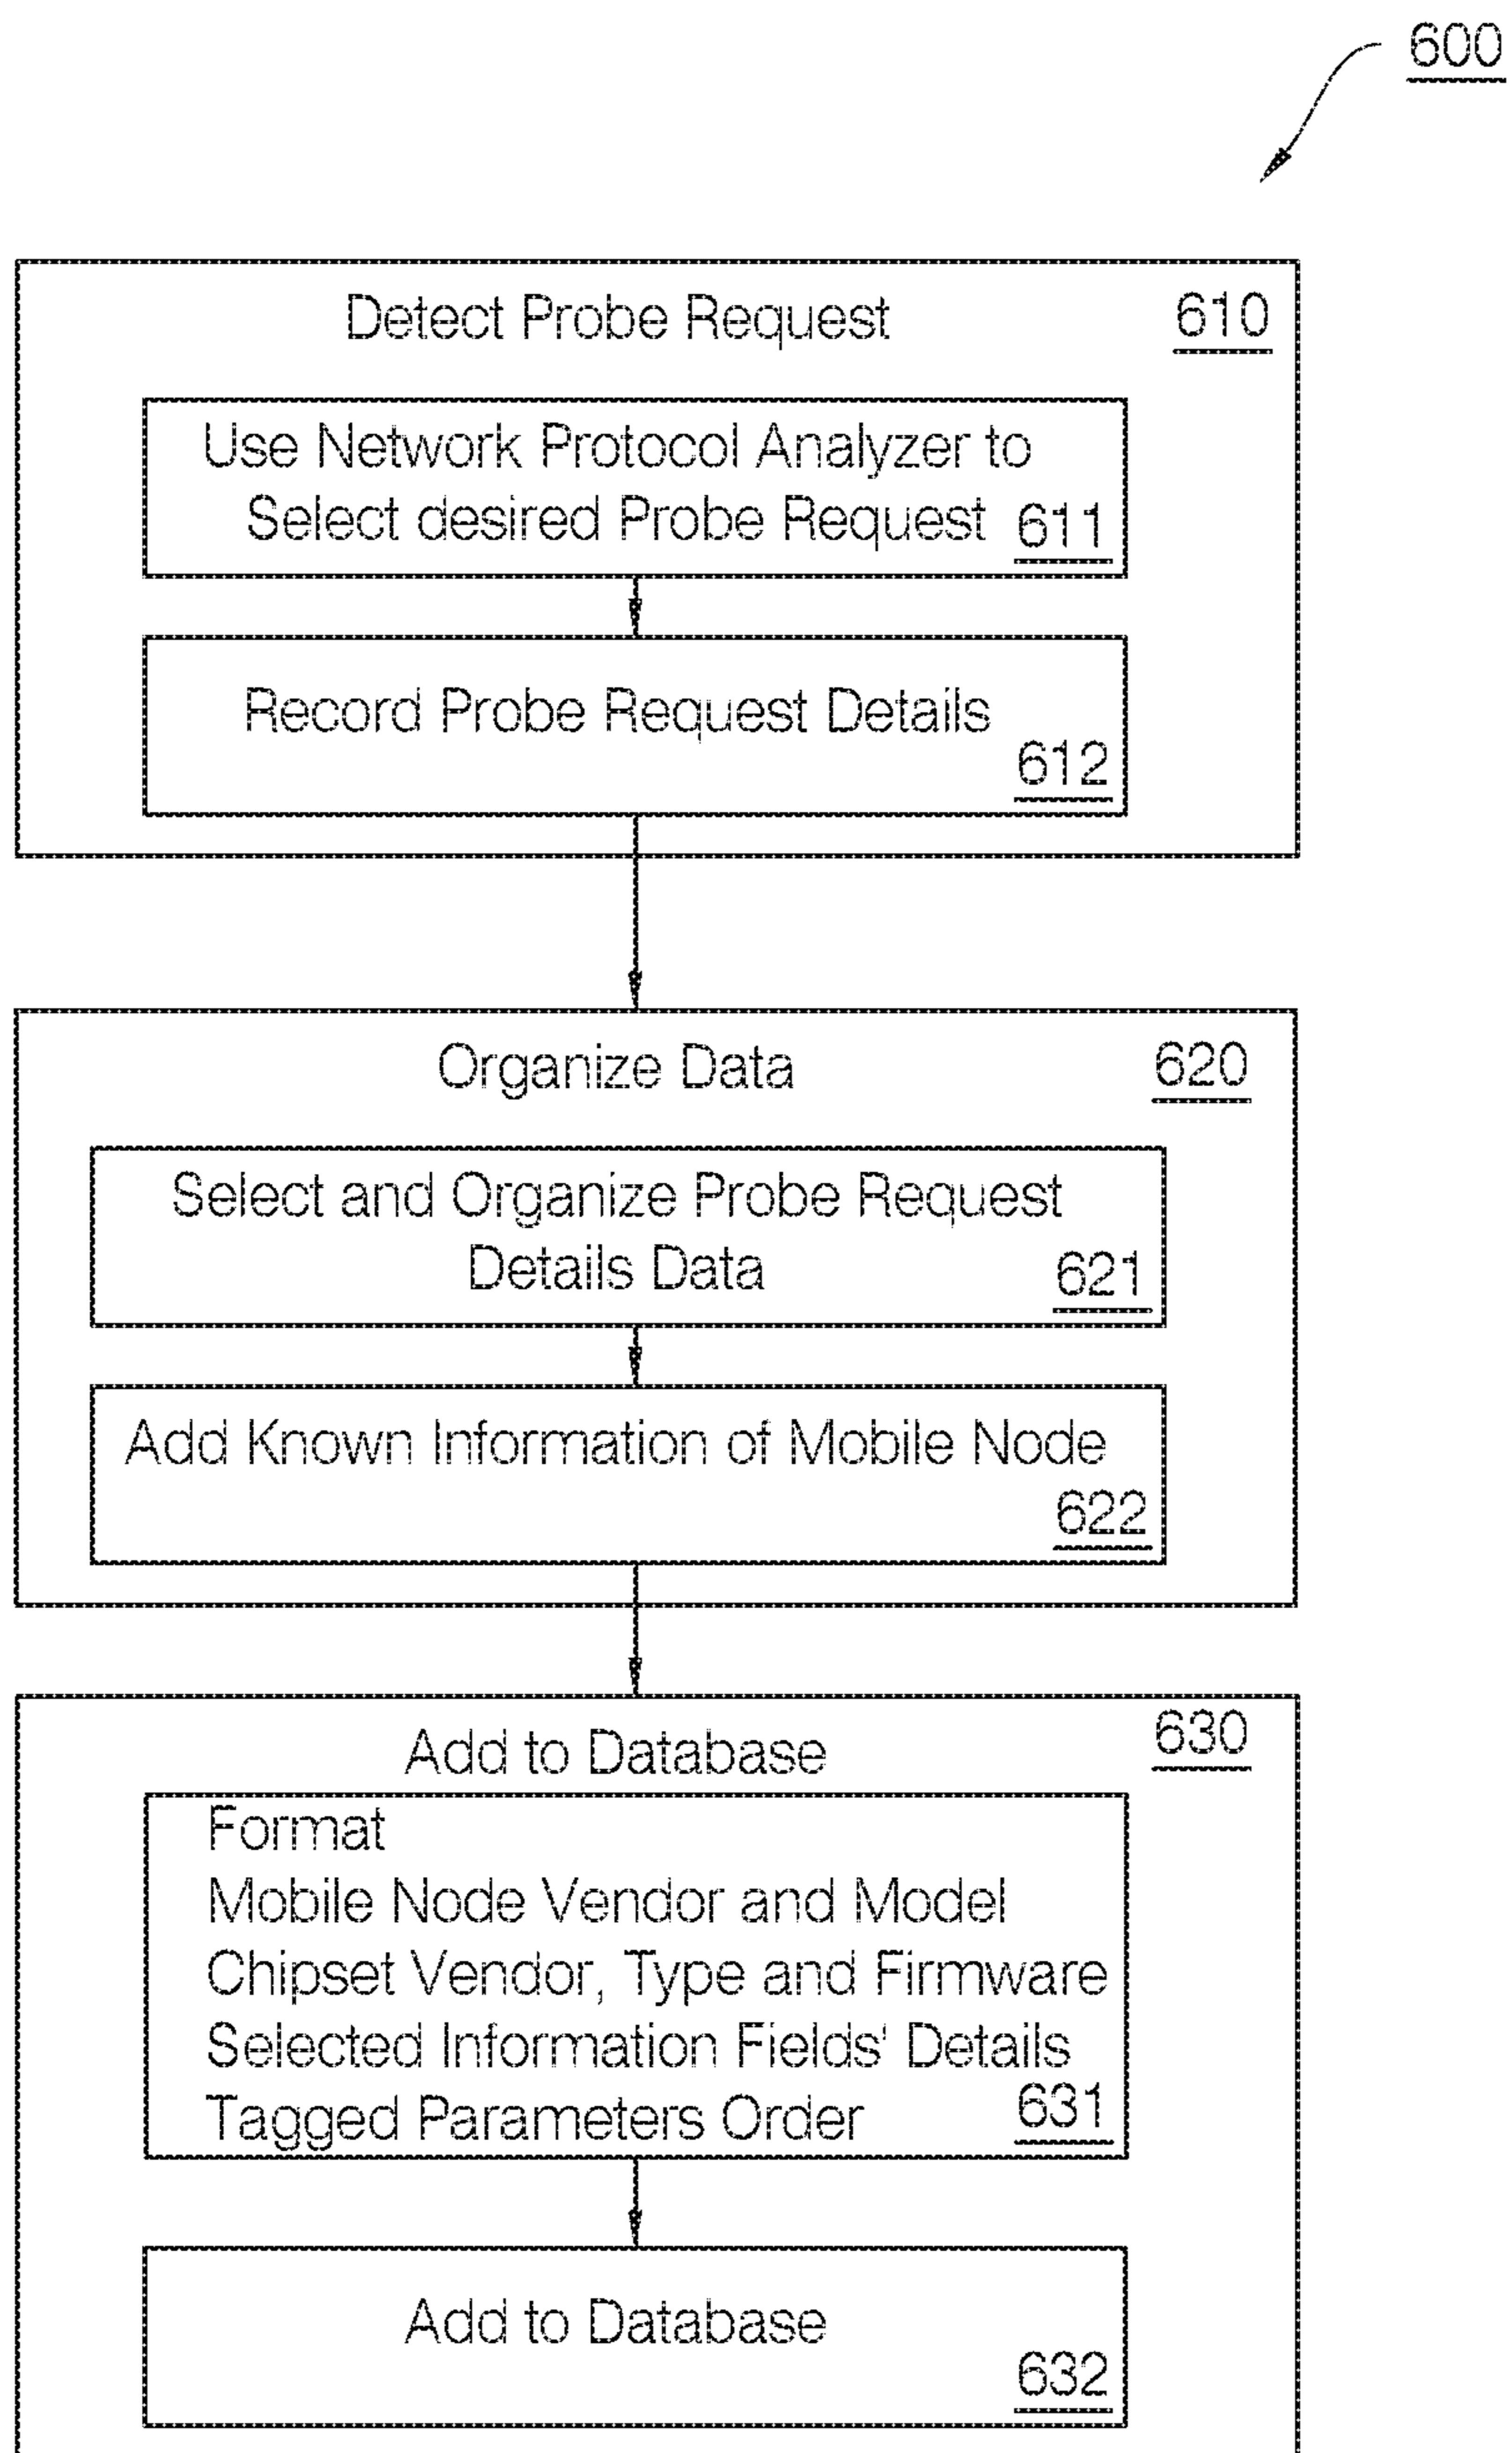 600
Detect Probe Request 610
Use Network Protocol Analyzer to
Select desired Probe Request 611
Record Probe Request Details
612
Organize Data 620
Select and Organize Probe Request
Details Data 621
Add Known Information of Mobile Node
622
630
Add to Database
Format
Mobile Node Vendor and Model
Chipset Vendor, Type and Firmware
Selected Information Fields' Details
Tagged Parameters Order 631
Add to Database
632